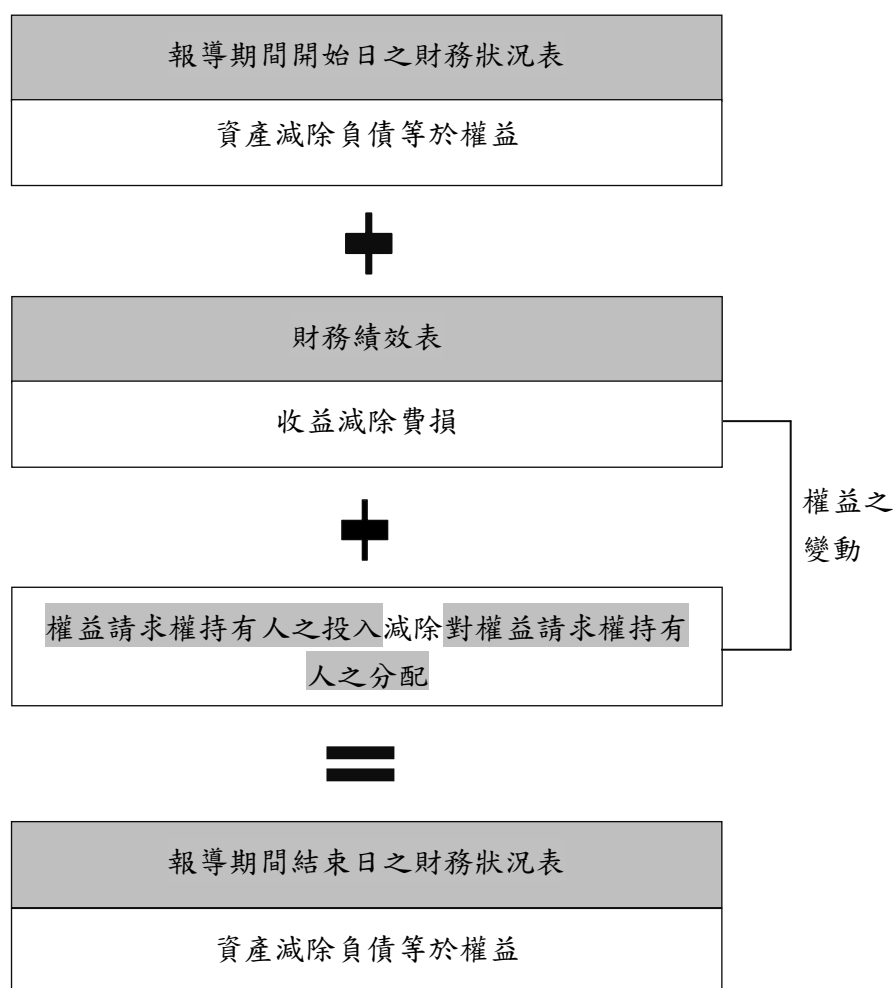 報導期間開始日之財務狀況表
資產減除負債等於權益
財務績效表
收益減除費損
權益之
變動
權益請求權持有人之投入減除對權益請求權持有
人之分配
報導期間結束日之財務狀況表
資產減除負債等於權益